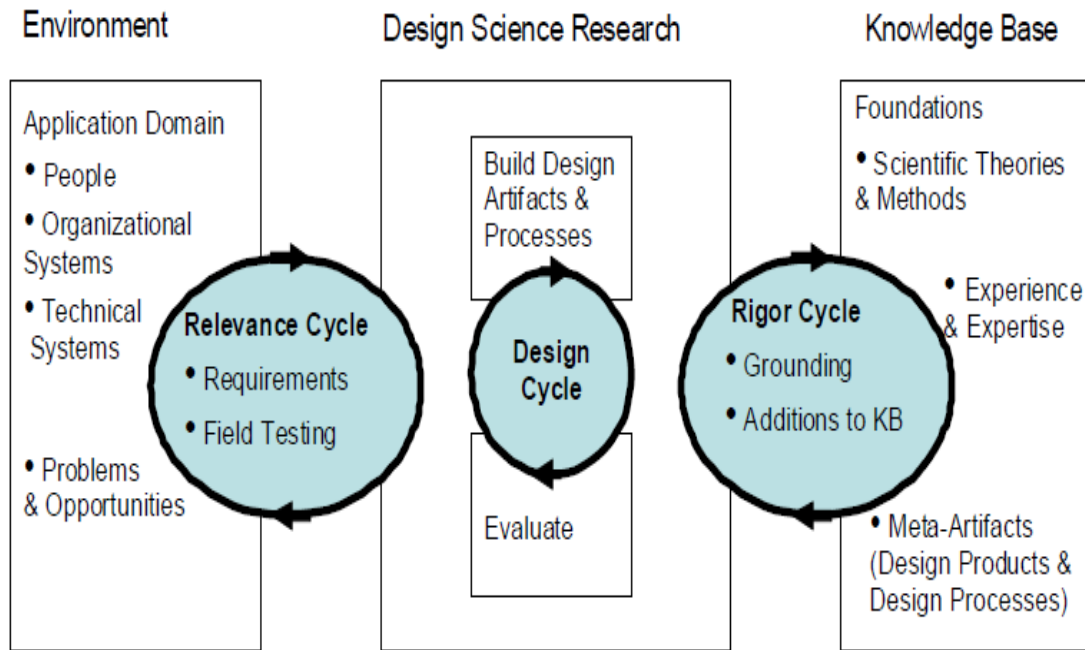 Environment
Design Science Research
Knowledge Base
Application Domain
• People
• Organizational
Systems
• Technical
Systems
• Problems
& Opportunities
Relevance Cycle
• Requirements
• Field Testing
Build Design
Artifacts &
Processes
Design
Cycle
Evaluate
Rigor Cycle
• Grounding
• Additions to KB
Foundations
• Scientific Theories
& Methods
• Experience
& Expertise
• Meta-Artifacts
(Design Products &
Design Processes)